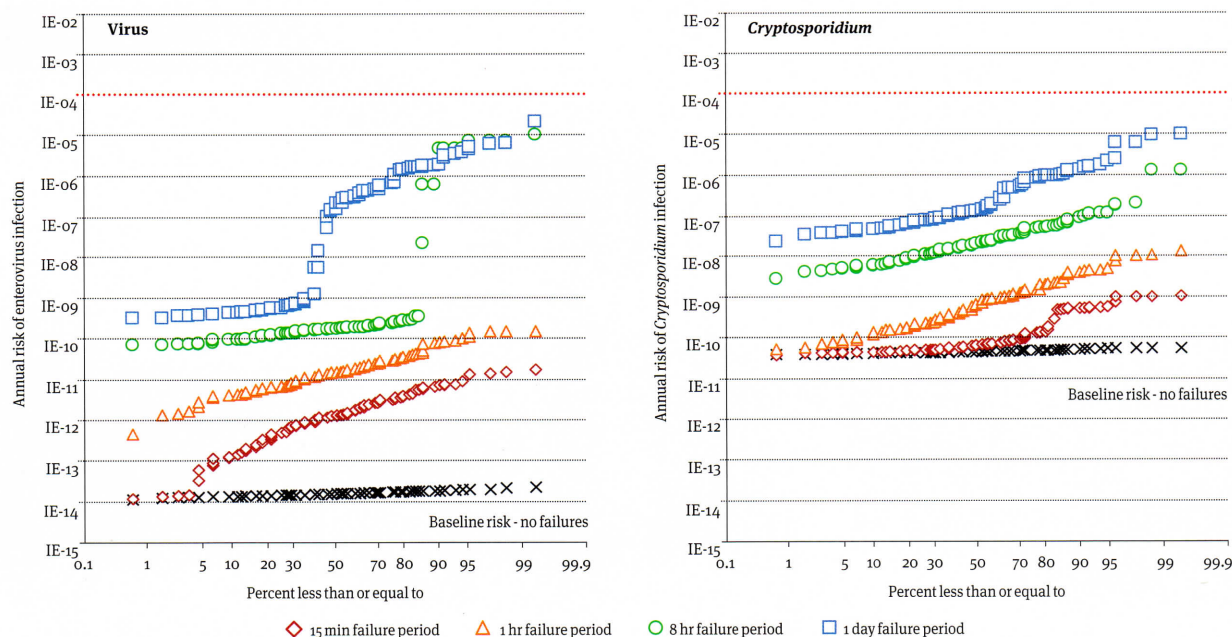 Virus
Annual risk of enterovirus infection
IE-02
IE-03
IE-04
IE-05
IE-06
IE-07
IE-08
IE-09
IE-10
IE-11
IE-12
IE-13
IE-14
IE-15
Baseline risk - no failures
0.1 1 5 10 20 30 50 70 80 90 95 99 99.9
Percent less than or equal to
Cryptosporidium
Annual risk of Cryptosporidium infection
IE-02
IE-03
IE-04
IE-05
IE-06
IE-07
IE-08
IE-09
IE-10
IE-11
IE-12
IE-13
IE-14
IE-15
Baseline risk - no failures
0.1 1 5 10 20 30 50 70 80 90 95 99 99.9
Percent less than or equal to
15 min failure period 1 hr failure period 8 hr failure period 1 day failure period